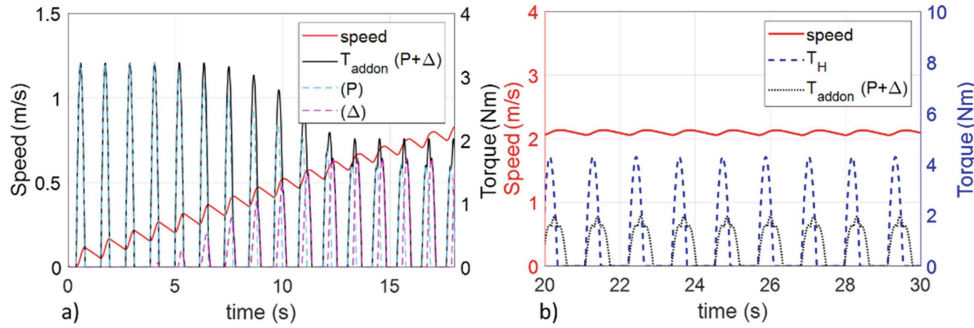 1.5
1
0.5
0
Speed (m/s)
0
5
10
15
time (s)
a)
4
3
2
1
0
Torque (Nm)
speed
T_addon (P+Δ)
(P)
(Δ)
4
3
2
1
0
Speed (m/s)
20
22
24
26
28
30
time (s)
b)
10
8
6
4
2
0
Torque (Nm)
speed
T_H
T_addon (P+Δ)